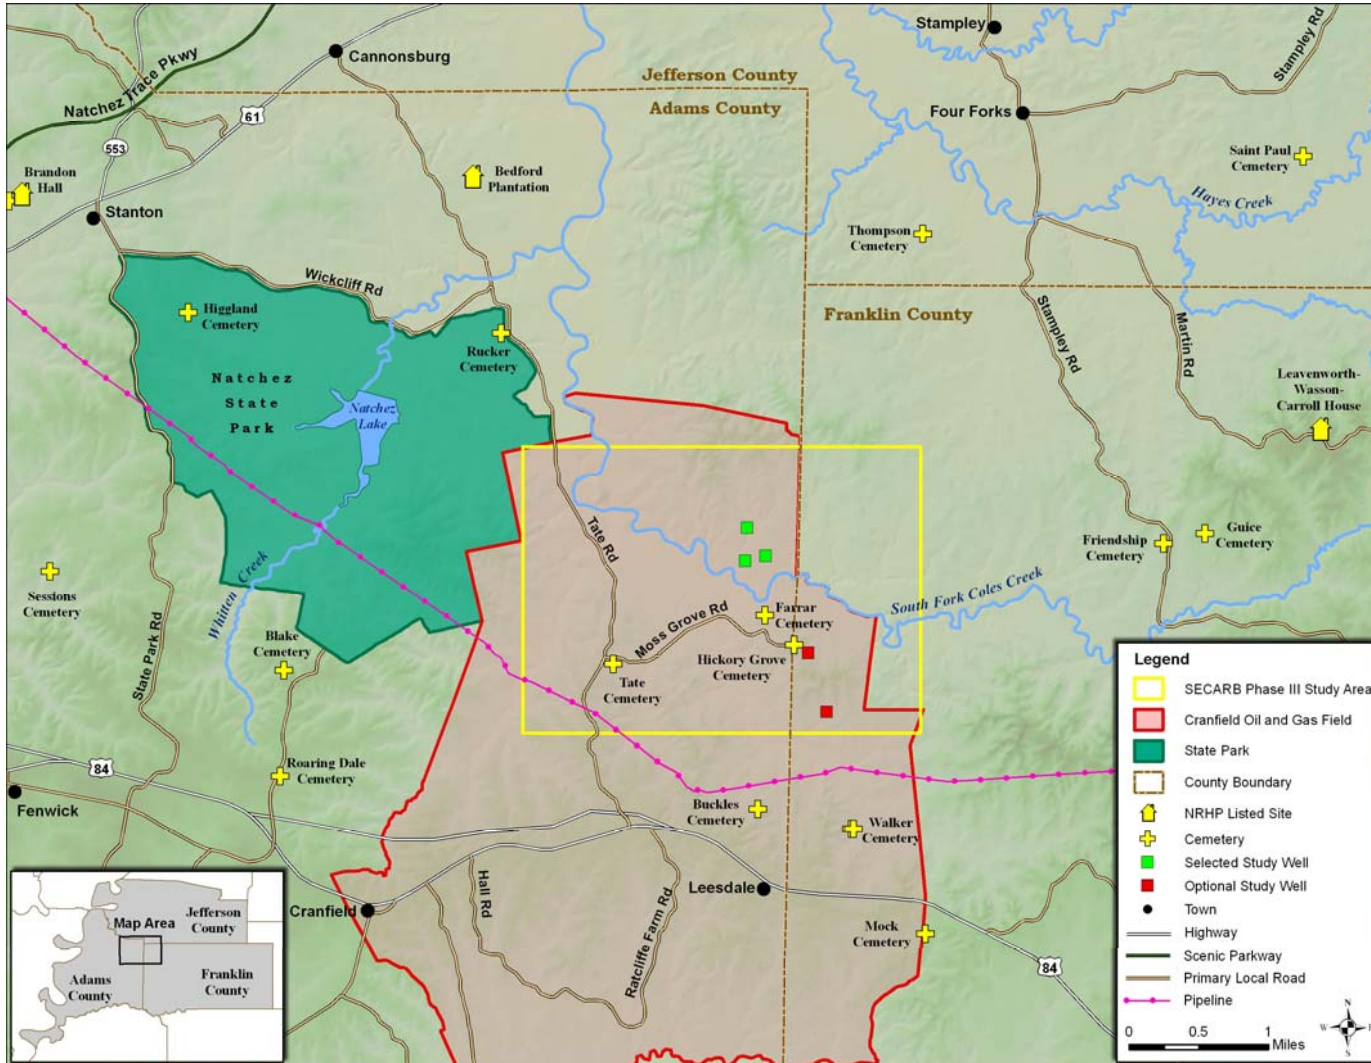 Stampley
Stampley Rd
Cannonsburg
Natchez Trace Pkwy
Jefferson County
Adams County
61
553
Four Forks
Saint Paul
Cemetery
Brandon
Hall
Bedford
Plantation
Hayes Creek
Stanton
Thompson
Cemetery
Wickcliff Rd
Higgland
Cemetery
Franklin County
Stampley Rd
Martin Rd
Rucker
Cemetery
Natchez
State
Park
Natchez
Lake
Leavenworth-
Wasson-
Carroll House
Tate Rd
Guice
Cemetery
Friendship
Cemetery
Sessions
Cemetery
Whitten Creek
South Fork Coles Creek
Farrar
Cemetery
Moss Grove Rd
State Park Rd
Blake
Cemetery
Hickory Grove
Cemetery
Tate
Cemetery
84
Roaring Dale
Cemetery
Fenwick
Buckles
Cemetery
Walker
Cemetery
Hall Rd
Leesdale
Ratcliffe Farm Rd
Cranfield
Mock
Cemetery
84
Map Area
Jefferson
County
Adams
County
Franklin
County
Legend
SECARB Phase III Study Area
Cranfield Oil and Gas Field
State Park
County Boundary
NRHP Listed Site
Cemetery
Selected Study Well
Optional Study Well
Town
Highway
Scenic Parkway
Primary Local Road
Pipeline
0 0.5 1
Miles
N
W
S